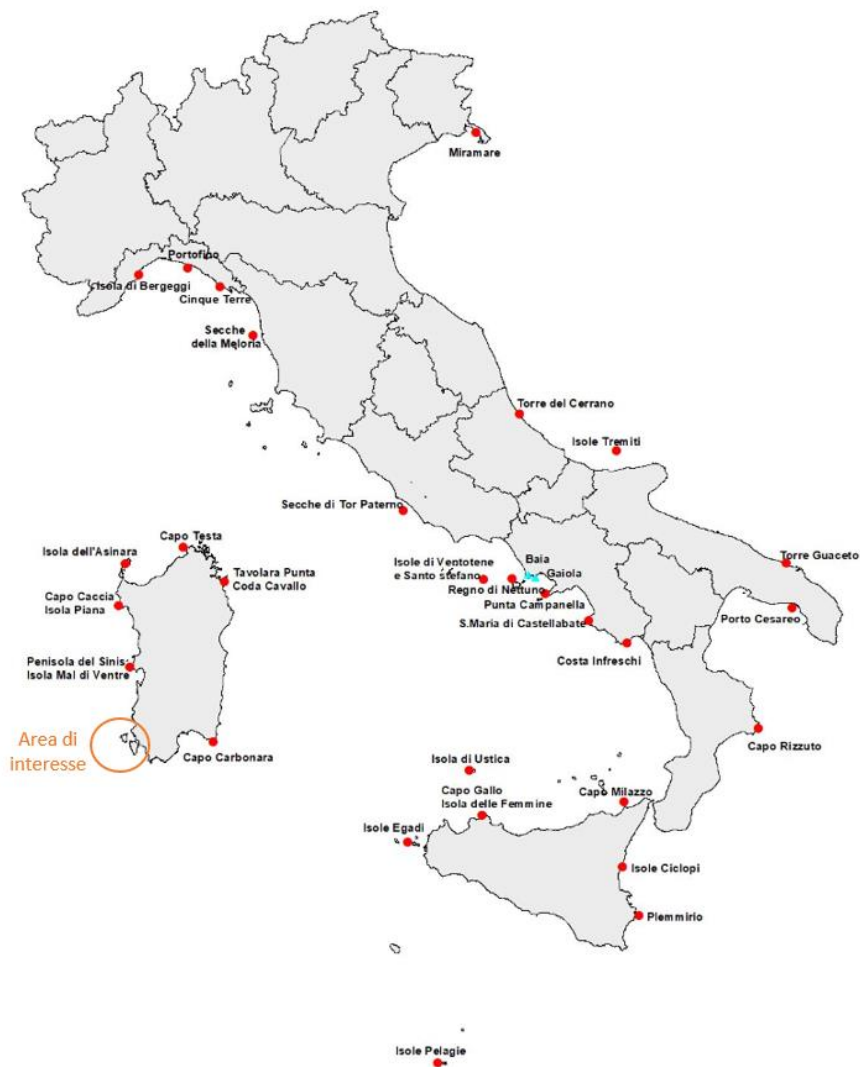 Miramare
Portofino
Isola di Bergeggi
Cinque Terre
Secche
della Meloria
Torre del Cerrano
Isole Tremiti
Secche di Tor Paterno
Capo Testa
Isola dell'Asinara
Tavolara Punta
Coda Cavallo
Capo Caccia
Isola Piana
Penisola del Sinis-
Isola Mal di Ventre
Area di
interesse
Capo Carbonara
Isole di Ventotene
e Santo stefano
Baia
Gaiola
Regno di Nettuno
Punta Campanella
S.Maria di Castellabate
Costa Infreschi
Torre Guaceto
Porto Cesareo
Capo Rizzuto
Isola di Ustica
Capo Gallo
Isola delle Femmine
Capo Milazzo
Isole Egadi
Isole Ciclopi
Plemmirio
Isole Pelagie